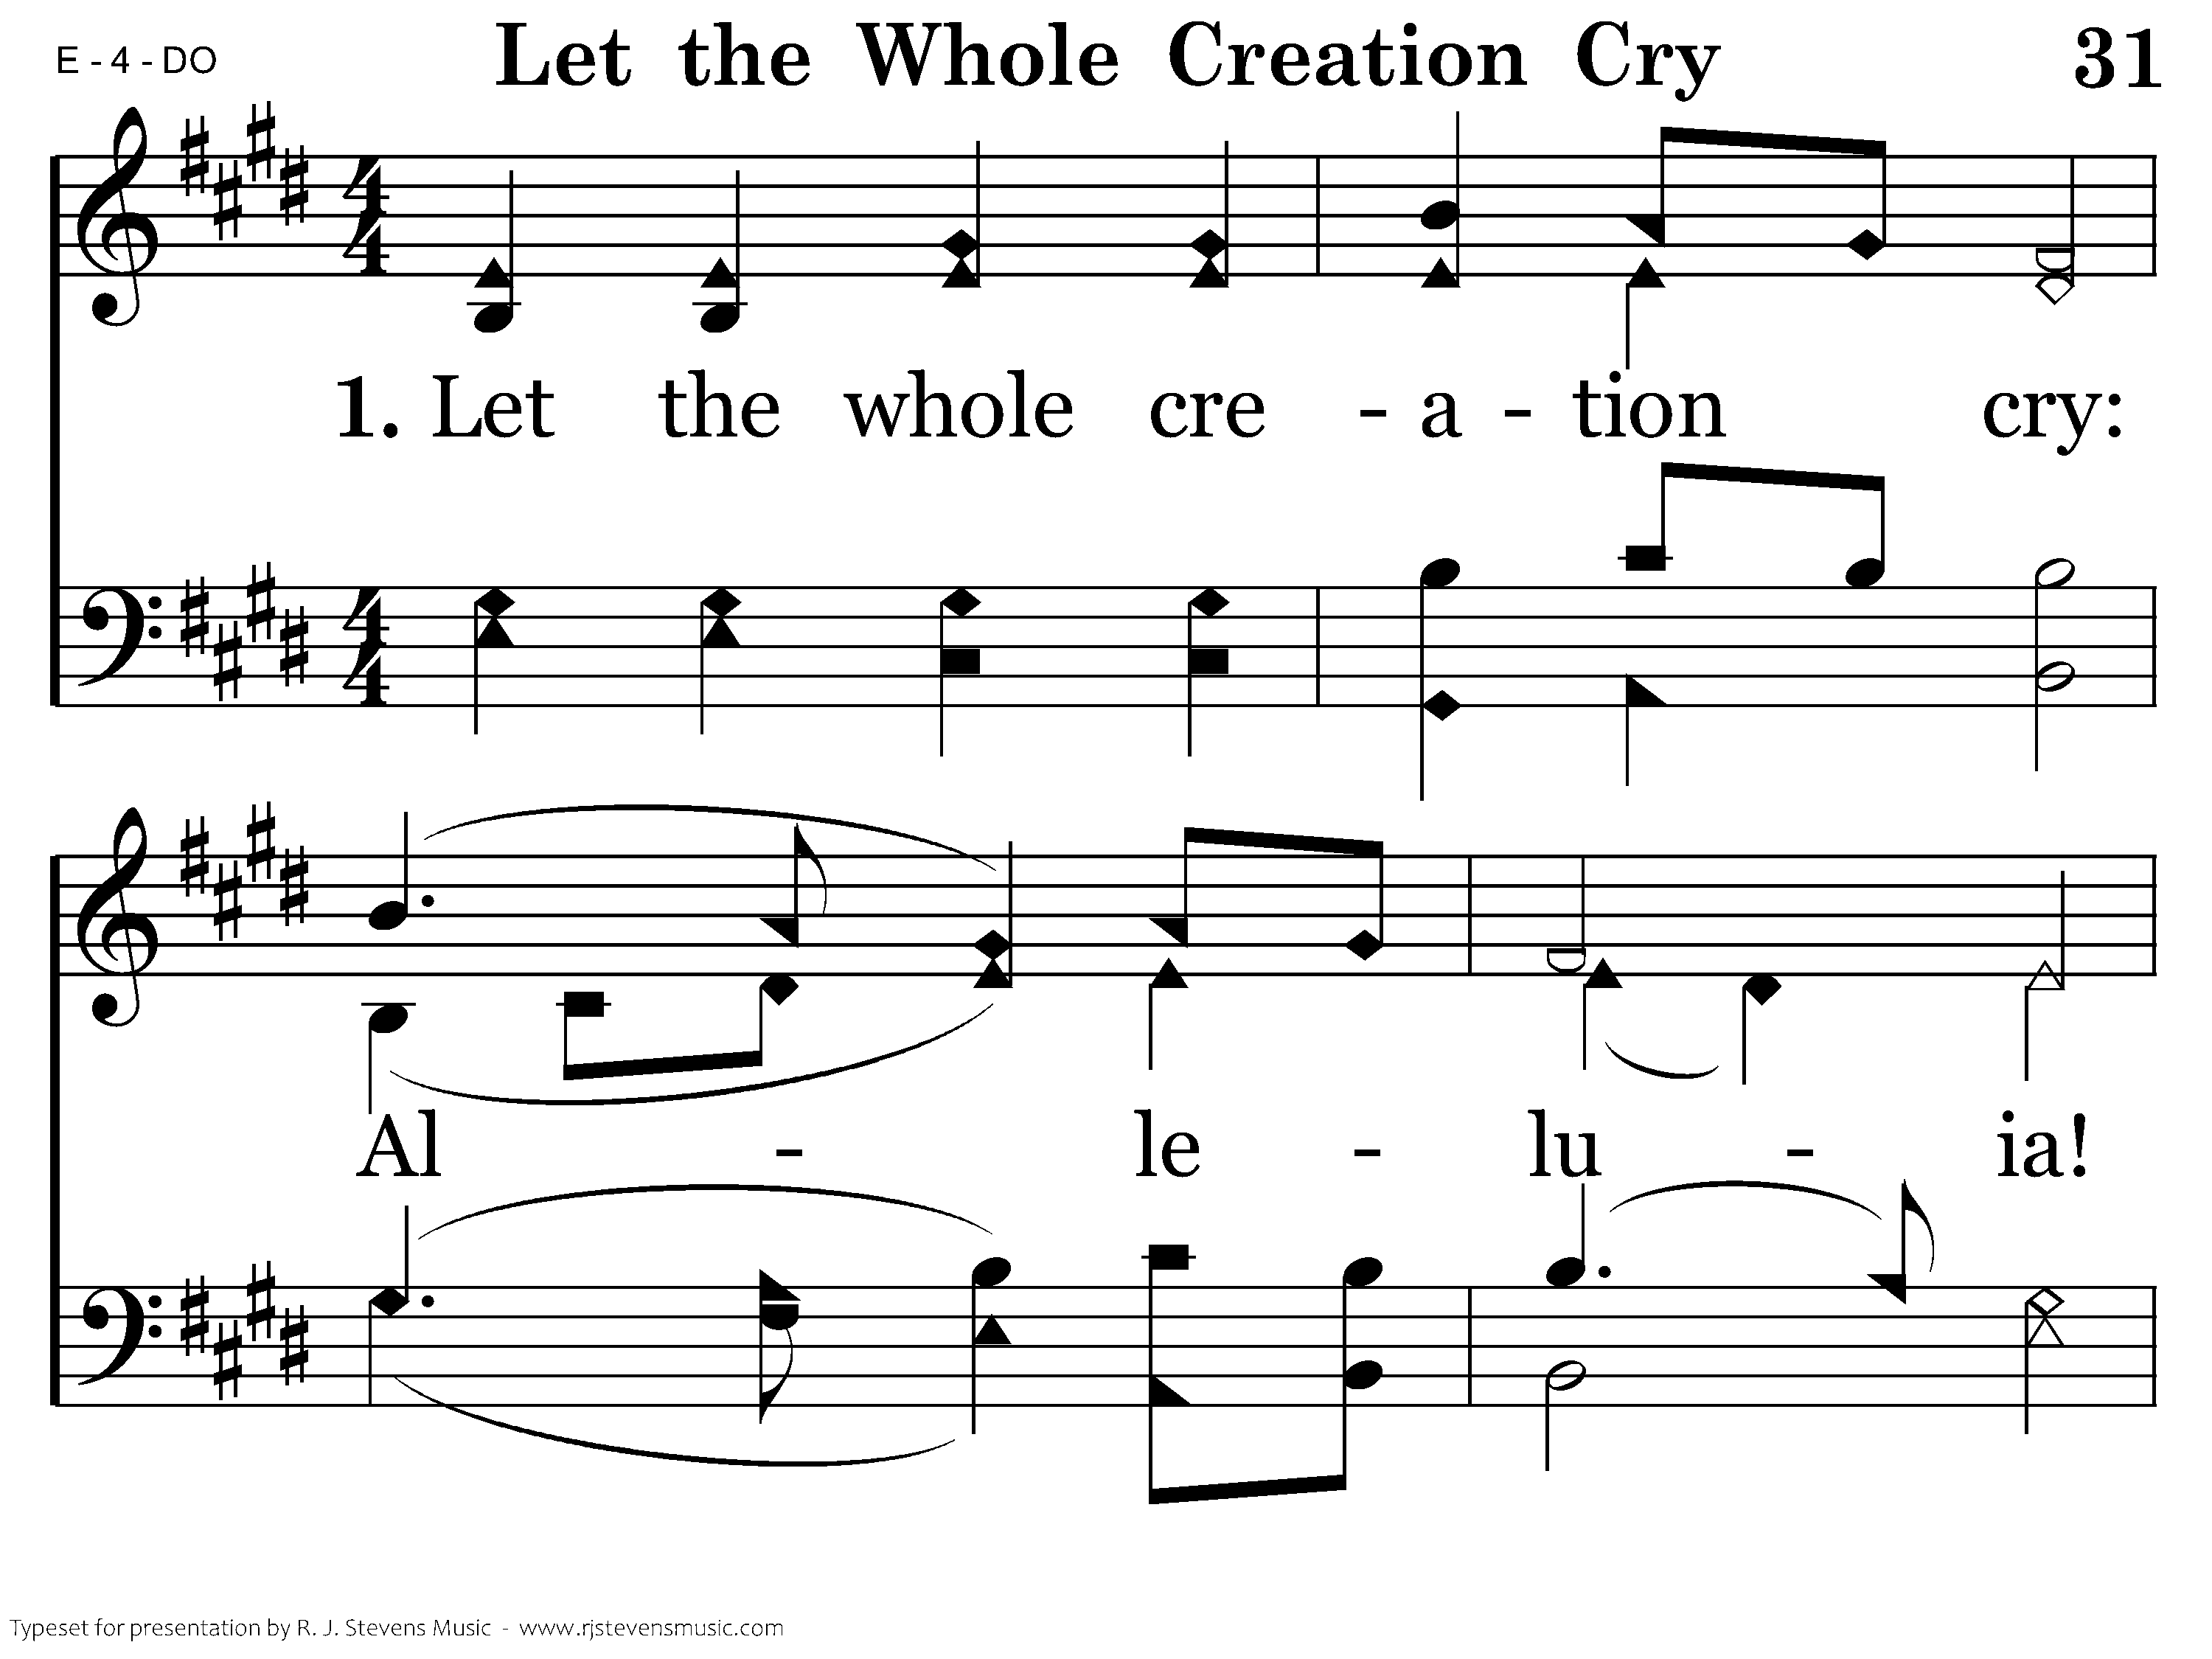 E - 4 - DO Let the Whole Creation Cry 31
1. Let the whole cre - a - tion cry:
Al - le - lu - ia!
Typeset for presentation by R. J. Stevens Music - www.rjstevensmusic.com